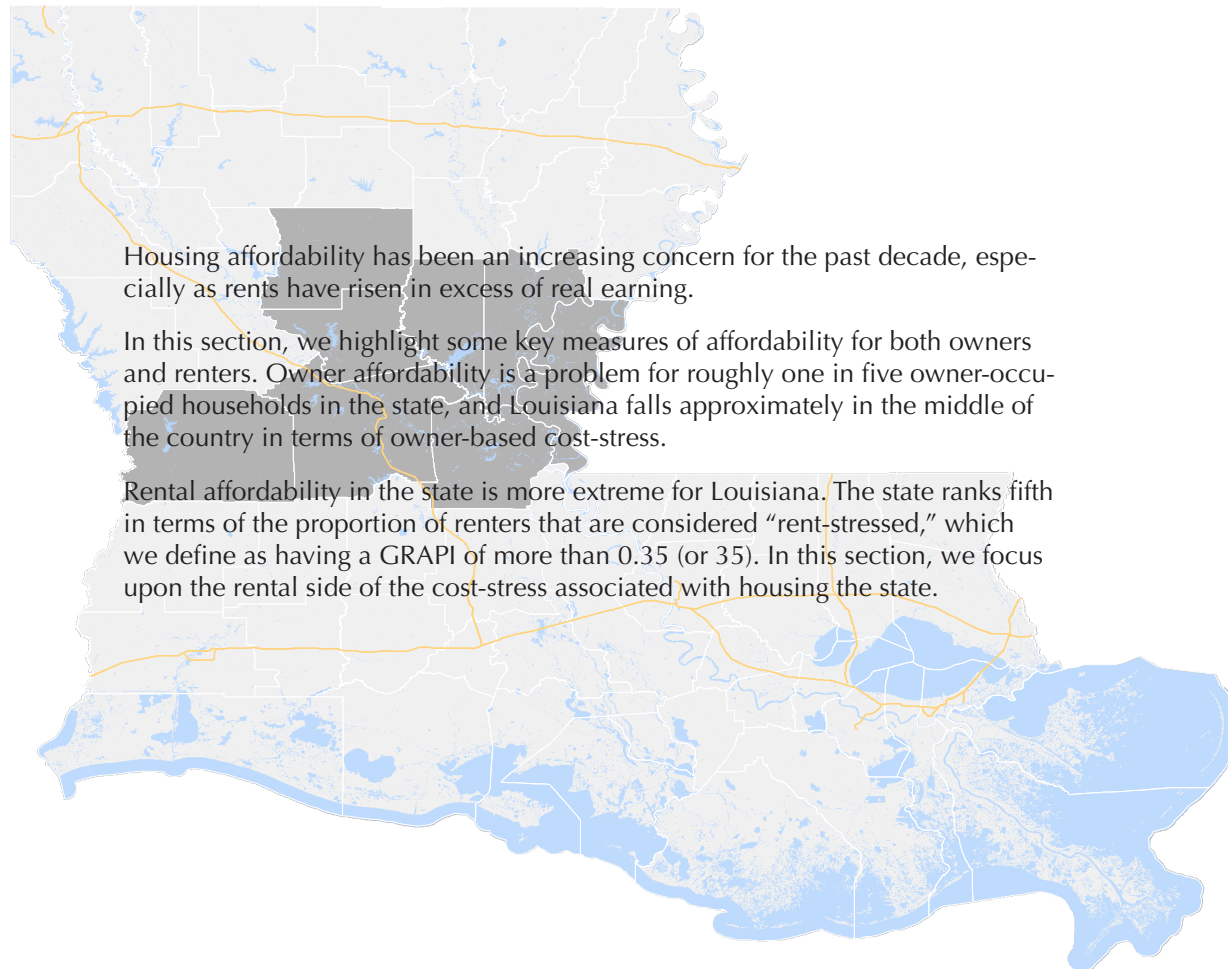 Housing affordability has been an increasing concern for the past decade, espe-
cially as rents have risen in excess of real earning.
In this section, we highlight some key measures of affordability for both owners
and renters. Owner affordability is a problem for roughly one in five owner-occu-
pied households in the state, and Louisiana falls approximately in the middle of
the country in terms of owner-based cost-stress.
Rental affordability in the state is more extreme for Louisiana. The state ranks fifth
in terms of the proportion of renters that are considered “rent-stressed,” which
we define as having a GRAPI of more than 0.35 (or 35). In this section, we focus
upon the rental side of the cost-stress associated with housing the state.